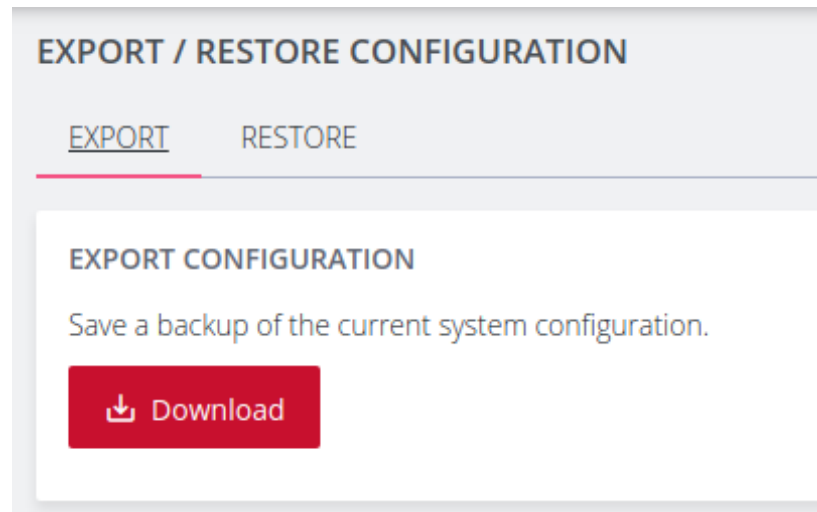 EXPORT / RESTORE CONFIGURATION
EXPORT RESTORE
EXPORT CONFIGURATION
Save a backup of the current system configuration.
Download